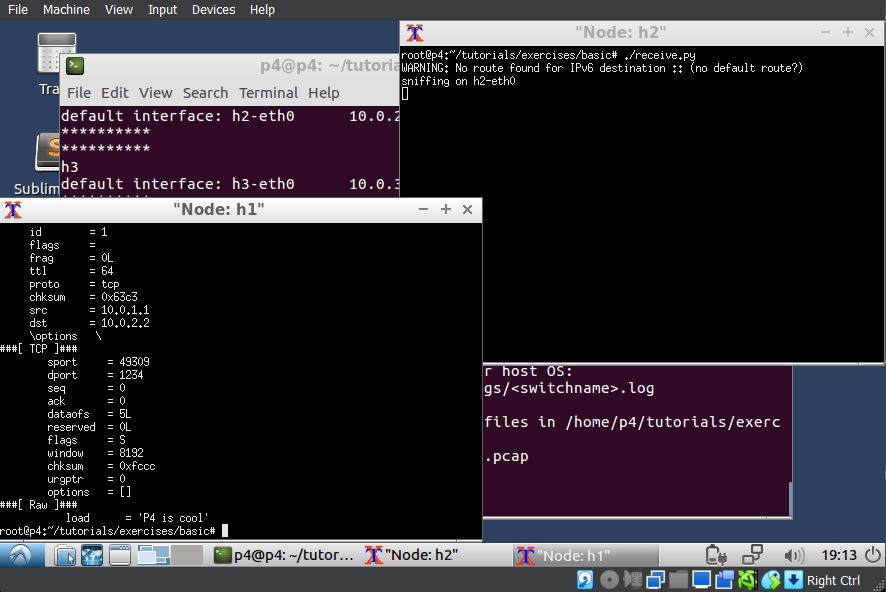 File Machine View Input Devices Help
"Node: h2"
root@p4:~/tutorials/exercises/basic# ./receive.py
WARNING: No route found for IPv6 destination :: (no default route?)
sniffing on h2-eth0
Tra
Sublim
p4@p4: ~/tutoria
File Edit View Search Terminal Help
default interface: h2-eth0 10.0.2
**********
**********
h3
default interface: h3-eth0 10.0.3
"Node: h1"
id = 1
flags =
frag = 0L
ttl = 64
proto = tcp
chksum = 0x63c3
src = 10.0.1.1
dst = 10.0.2.2
\options \
###[ TCP ]###
sport = 49309
dport = 1234
seq = 0
ack = 0
dataofs = 5L
reserved = 0L
flags = S
window = 8192
chksum = 0xfccc
urgptr = 0
options = []
###[ Raw ]###
load = 'P4 is cool'
root@p4:~/tutorials/exercises/basic#
r host OS:
gs/<switchname>.log
files in /home/p4/tutorials/exerc
.pcap
p4@p4: ~/tutor... "Node: h2" "Node: h1" 19:13
Right Ctrl